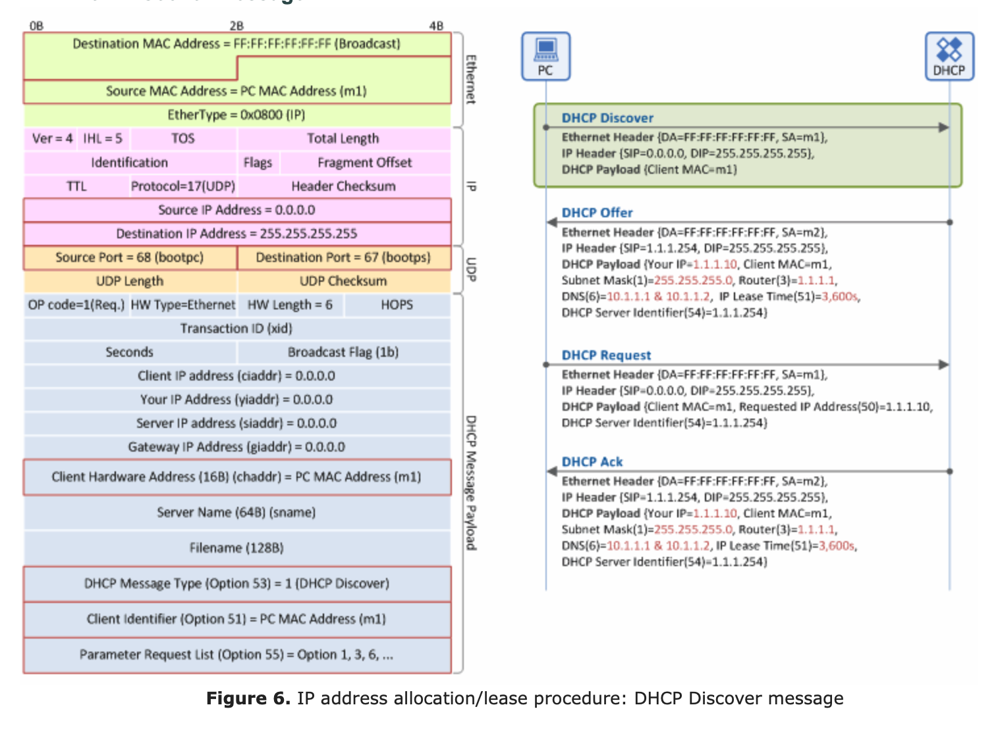 0B 2B 4B
Destination MAC Address = FF:FF:FF:FF:FF:FF (Broadcast)
Source MAC Address = PC MAC Address (m1)
EtherType = 0x0800 (IP)
Ethernet
Ver = 4 IHL = 5 TOS Total Length
Identification Flags Fragment Offset
TTL Protocol=17(UDP) Header Checksum
Source IP Address = 0.0.0.0
Destination IP Address = 255.255.255.255
IP
Source Port = 68 (bootpc) Destination Port = 67 (bootps)
UDP Length UDP Checksum
UDP
OP code=1(Req.) HW Type=Ethernet HW Length = 6 HOPS
Transaction ID (xid)
Seconds Broadcast Flag (1b)
Client IP address (ciaddr) = 0.0.0.0
Your IP Address (yiaddr) = 0.0.0.0
Server IP address (siaddr) = 0.0.0.0
Gateway IP Address (giaddr) = 0.0.0.0
Client Hardware Address (16B) (chaddr) = PC MAC Address (m1)
Server Name (64B) (sname)
Filename (128B)
DHCP Message Type (Option 53) = 1 (DHCP Discover)
Client Identifier (Option 51) = PC MAC Address (m1)
Parameter Request List (Option 55) = Option 1, 3, 6, ...
DHCP Message Payload
PC
DHCP
DHCP Discover
Ethernet Header {DA=FF:FF:FF:FF:FF:FF, SA=m1},
IP Header {SIP=0.0.0.0, DIP=255.255.255.255},
DHCP Payload {Client MAC=m1}
DHCP Offer
Ethernet Header {DA=FF:FF:FF:FF:FF:FF, SA=m2},
IP Header {SIP=1.1.1.254, DIP=255.255.255.255},
DHCP Payload {Your IP=1.1.1.10, Client MAC=m1,
Subnet Mask(1)=255.255.255.0, Router(3)=1.1.1.1,
DNS(6)=10.1.1.1 & 10.1.1.2, IP Lease Time(51)=3,600s,
DHCP Server Identifier(54)=1.1.1.254}
DHCP Request
Ethernet Header {DA=FF:FF:FF:FF:FF:FF, SA=m1},
IP Header {SIP=0.0.0.0, DIP=255.255.255.255},
DHCP Payload {Client MAC=m1, Requested IP Address(50)=1.1.1.10,
DHCP Server Identifier(54)=1.1.1.254}
DHCP Ack
Ethernet Header {DA=FF:FF:FF:FF:FF:FF, SA=m2},
IP Header {SIP=1.1.1.254, DIP=255.255.255.255},
DHCP Payload {Your IP=1.1.1.10, Client MAC=m1,
Subnet Mask(1)=255.255.255.0, Router(3)=1.1.1.1,
DNS(6)=10.1.1.1 & 10.1.1.2, IP Lease Time(51)=3,600s,
DHCP Server Identifier(54)=1.1.1.254}
Figure 6. IP address allocation/lease procedure: DHCP Discover message